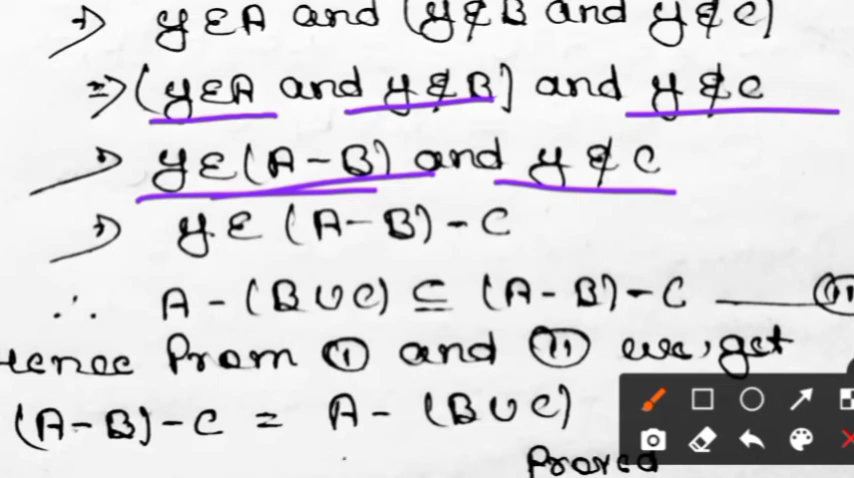 ⇒ y ∈ A and (y ∉ B and y ∉ C)
⇒ (y ∈ A and y ∉ B) and y ∉ C
⇒ y ∈ (A - B) and y ∉ C
⇒ y ∈ (A - B) - C
∴ A - (B ∪ C) ⊆ (A - B) - C —— (II)
Hence From (I) and (II) we, get
(A - B) - C = A - (B ∪ C)
Proved